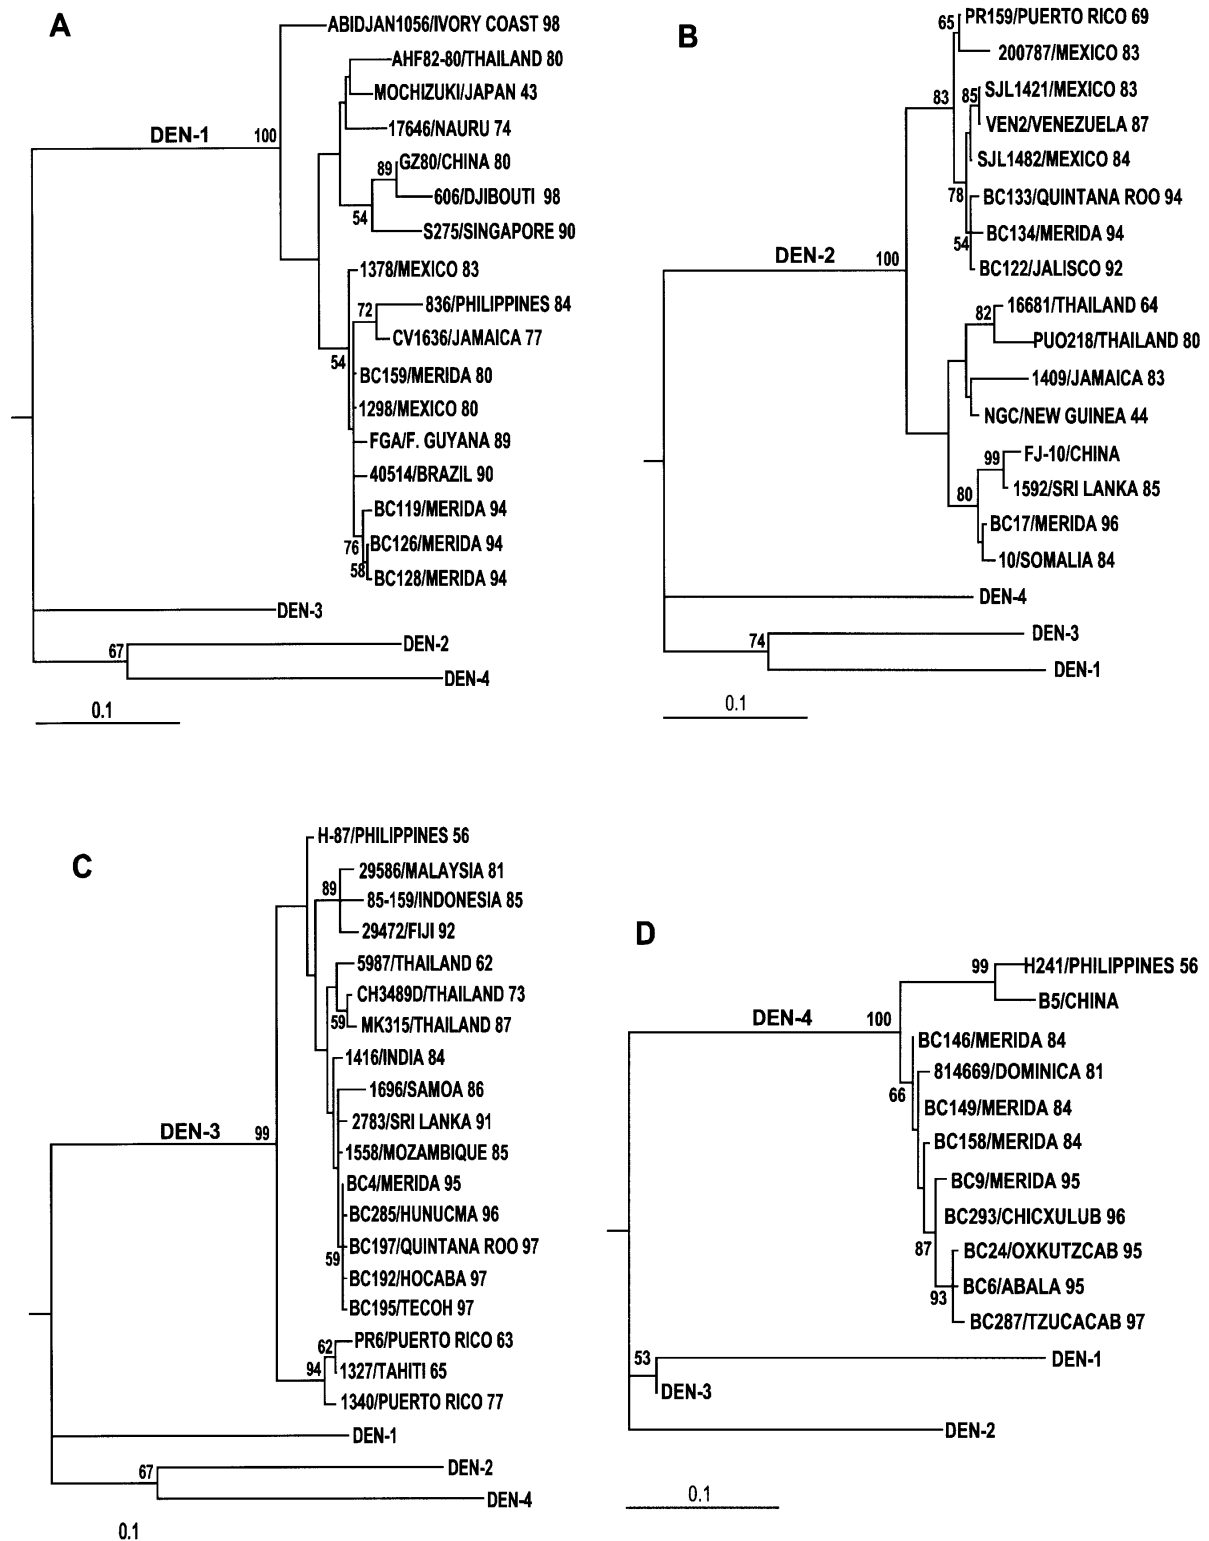 A
ABIDJAN1056/IVORY COAST 98
AHF82-80/THAILAND 80
MOCHIZUKI/JAPAN 43
DEN-1
100
17646/NAURU 74
GZ80/CHINA 80
89
606/DJIBOUTI 98
54
S275/SINGAPORE 90
1378/MEXICO 83
836/PHILIPPINES 84
72
CV1636/JAMAICA 77
54
BC159/MERIDA 80
1298/MEXICO 80
FGA/F. GUYANA 89
40514/BRAZIL 90
BC119/MERIDA 94
76
BC126/MERIDA 94
58
BC128/MERIDA 94
DEN-3
67
DEN-2
DEN-4
0.1
B
65
PR159/PUERTO RICO 69
200787/MEXICO 83
83
85
SJL1421/MEXICO 83
VEN2/VENEZUELA 87
SJL1482/MEXICO 84
78
BC133/QUINTANA ROO 94
BC134/MERIDA 94
54
DEN-2
100
BC122/JALISCO 92
82
16681/THAILAND 64
PUO218/THAILAND 80
1409/JAMAICA 83
NGC/NEW GUINEA 44
99
FJ-10/CHINA
80
1592/SRI LANKA 85
BC17/MERIDA 96
10/SOMALIA 84
DEN-4
74
DEN-3
DEN-1
0.1
C
H-87/PHILIPPINES 56
29586/MALAYSIA 81
89
85-159/INDONESIA 85
29472/FIJI 92
5987/THAILAND 62
CH3489D/THAILAND 73
59
MK315/THAILAND 87
1416/INDIA 84
1696/SAMOA 86
2783/SRI LANKA 91
DEN-3
99
1558/MOZAMBIQUE 85
BC4/MERIDA 95
BC285/HUNUCMA 96
BC197/QUINTANA ROO 97
59
BC192/HOCABA 97
BC195/TECOH 97
62
PR6/PUERTO RICO 63
94
1327/TAHITI 65
1340/PUERTO RICO 77
DEN-1
67
DEN-2
DEN-4
0.1
D
99
H241/PHILIPPINES 56
B5/CHINA
DEN-4
100
BC146/MERIDA 84
814669/DOMINICA 81
66
BC149/MERIDA 84
BC158/MERIDA 84
BC9/MERIDA 95
BC293/CHICXULUB 96
87
BC24/OXKUTZCAB 95
BC6/ABALA 95
93
BC287/TZUCACAB 97
53
DEN-1
DEN-3
DEN-2
0.1